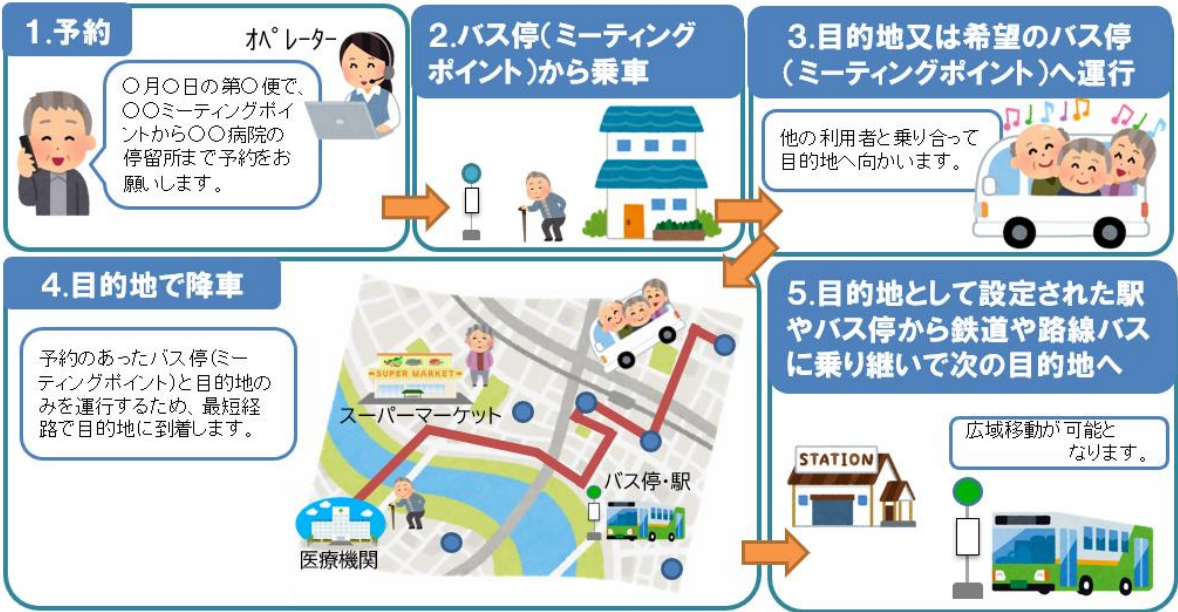 1.予約
オペレーター
○月○日の第○便で、
○○ミーティングポイ
ントから○○病院の
停留所まで予約をお
願いします。
2.バス停(ミーティング
ポイント)から乗車
3.目的地又は希望のバス停
(ミーティングポイント)へ運行
他の利用者と乗り合って
目的地へ向かいます。
4.目的地で降車
予約のあったバス停(ミー
ティングポイント)と目的地の
みを運行するため、最短経
路で目的地に到着します。
SUPER MARKET
スーパーマーケット
バス停・駅
医療機関
5.目的地として設定された駅
やバス停から鉄道や路線バス
に乗り継いで次の目的地へ
広域移動が可能と
なります。
STATION